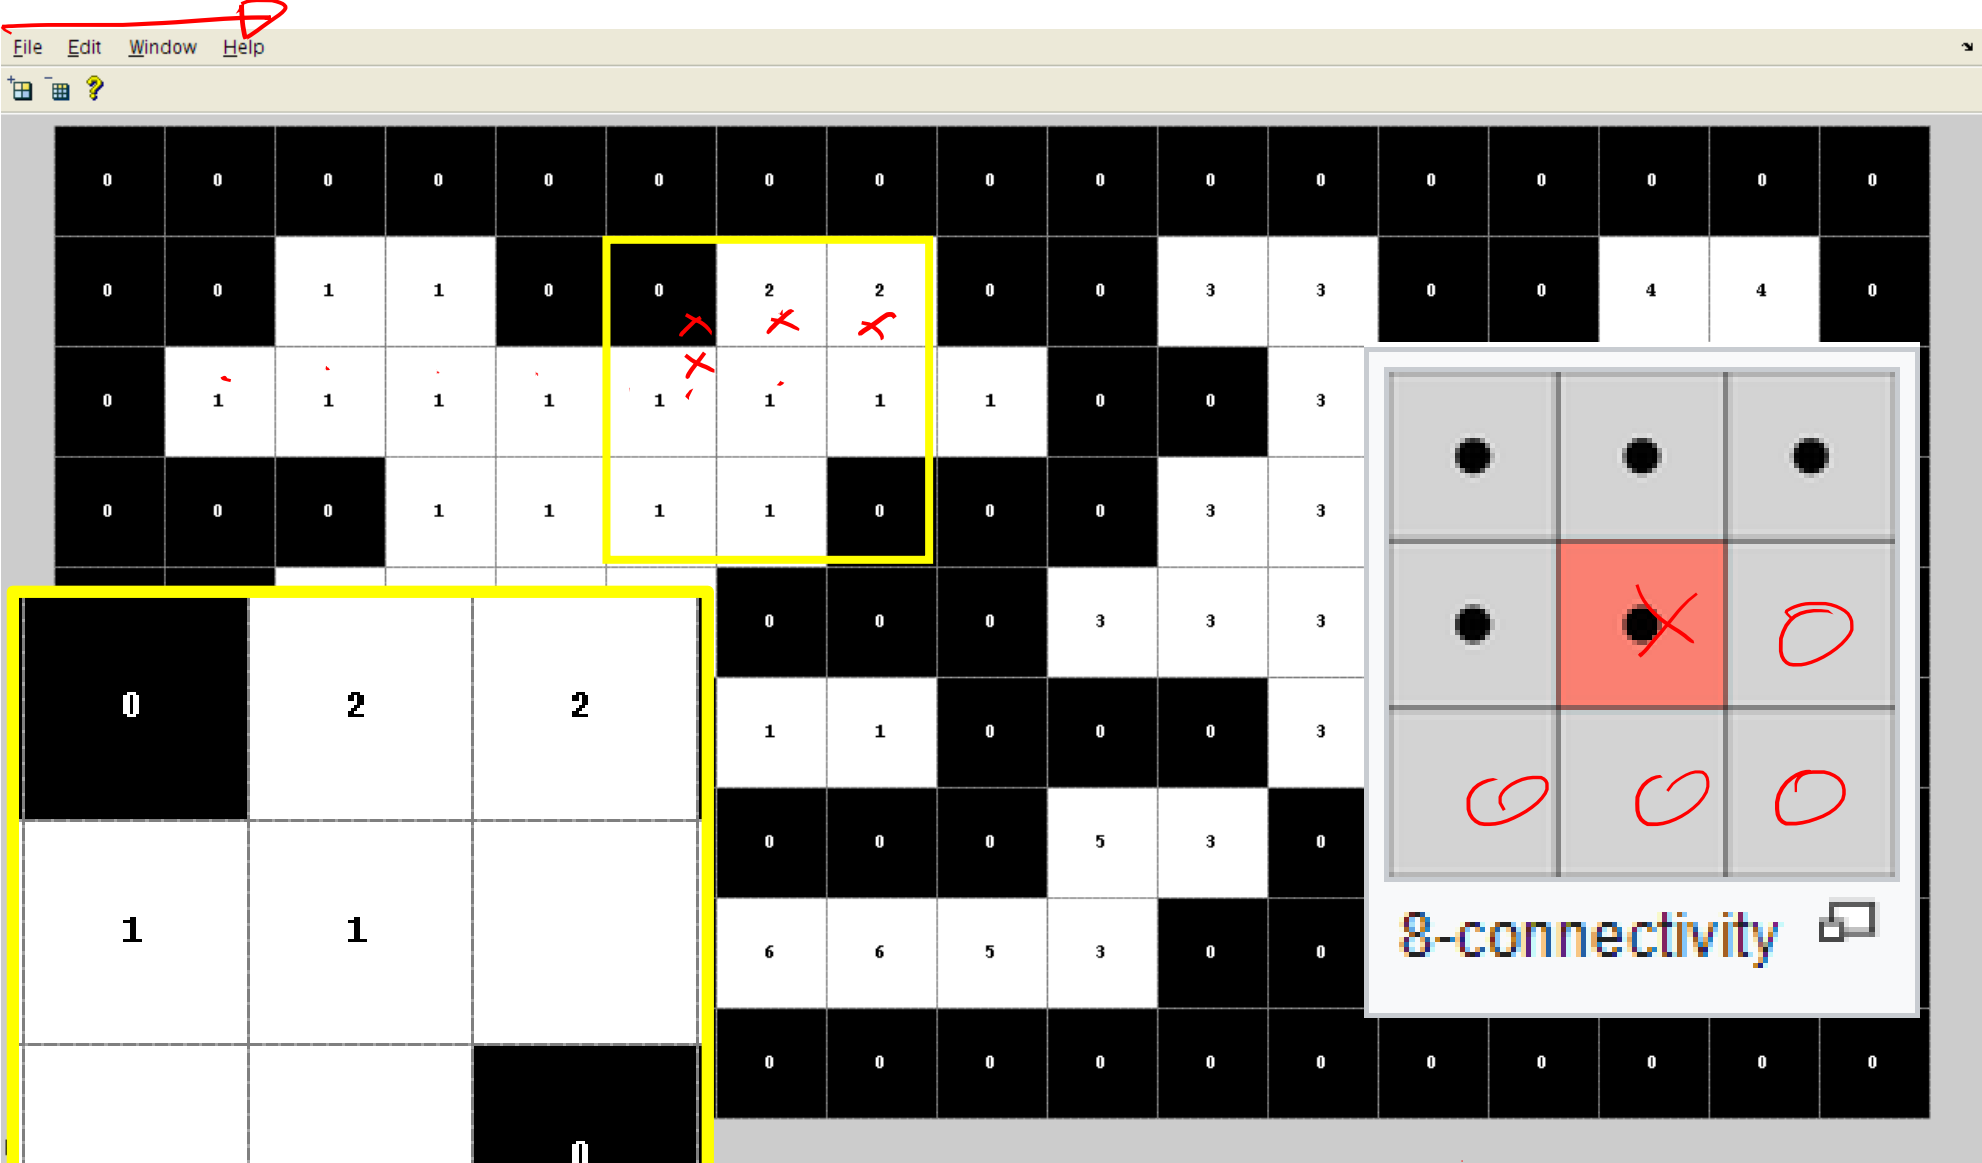 File Edit Window Help
0 0 0 0 0 0 0 0 0 0 0 0 0 0 0 0 0
0 0 1 1 0 0 2 2 0 0 3 3 0 0 4 4 0
0 1 1 1 1 1 1 1 1 0 0 3
0 0 0 1 1 1 1 0 0 0 3 3
0 0 0 3 3 3
1 1 0 0 0 3
0 0 0 5 3 0
6 6 5 3 0 0
0 0 0 0 0 0 0 0 0 0 0
0 2 2
1 1
0
8-connectivity